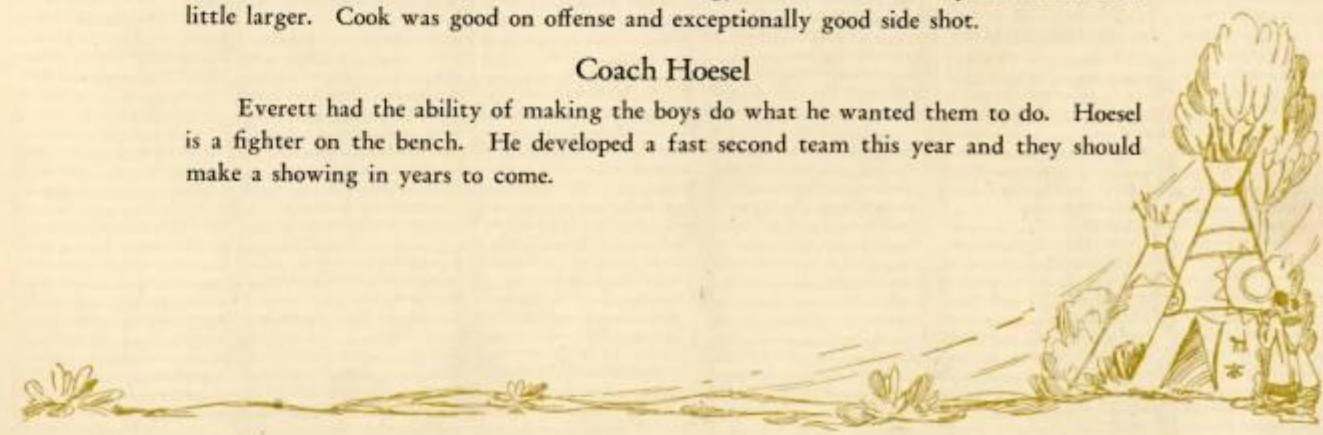 little larger. Cook was good on offense and exceptionally good side shot.
Coach Hoesel
Everett had the ability of making the boys do what he wanted them to do. Hoesel
is a fighter on the bench. He developed a fast second team this year and they should
make a showing in years to come.